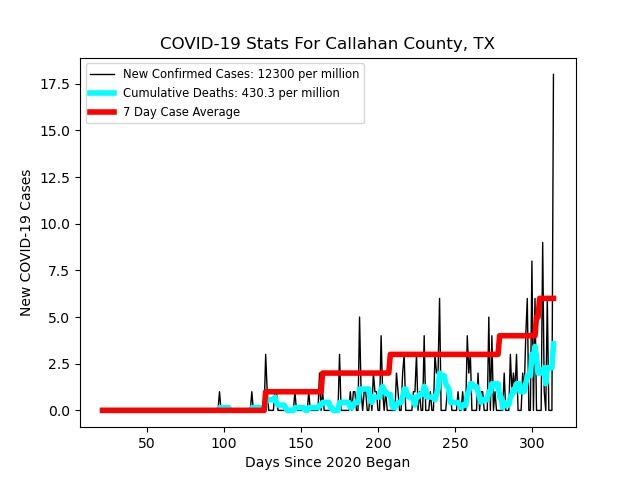 COVID-19 Stats For Callahan County, TX
New Confirmed Cases: 12300 per million
Cumulative Deaths: 430.3 per million
7 Day Case Average
17.5
15.0
12.5
10.0
7.5
5.0
2.5
0.0
New COVID-19 Cases
50 100 150 200 250 300
Days Since 2020 Began